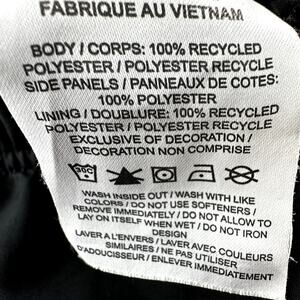 FABRIQUE AU VIETNAM
BODY / CORPS: 100% RECYCLED
POLYESTER / POLYESTER RECYCLE
SIDE PANELS / PANNEAUX DE COTES:
100% POLYESTER
LINING / DOUBLURE: 100% RECYCLED
POLYESTER / POLYESTER RECYCLE
EXCLUSIVE OF DECORATION /
DECORATION NON COMPRISE
30C
WASH INSIDE OUT / WASH WITH LIKE
COLORS / DO NOT USE SOFTENERS /
REMOVE IMMEDIATELY / DO NOT ALLOW TO
LAY ON ITSELF WHEN WET / DO NOT IRON
DESIGN
LAVER A L'ENVERS / LAVER AVEC COULEURS
SIMILAIRES / NE PAS UTILISER
D'ADOUCISSEUR / ENLEVER IMMEDIATEMENT